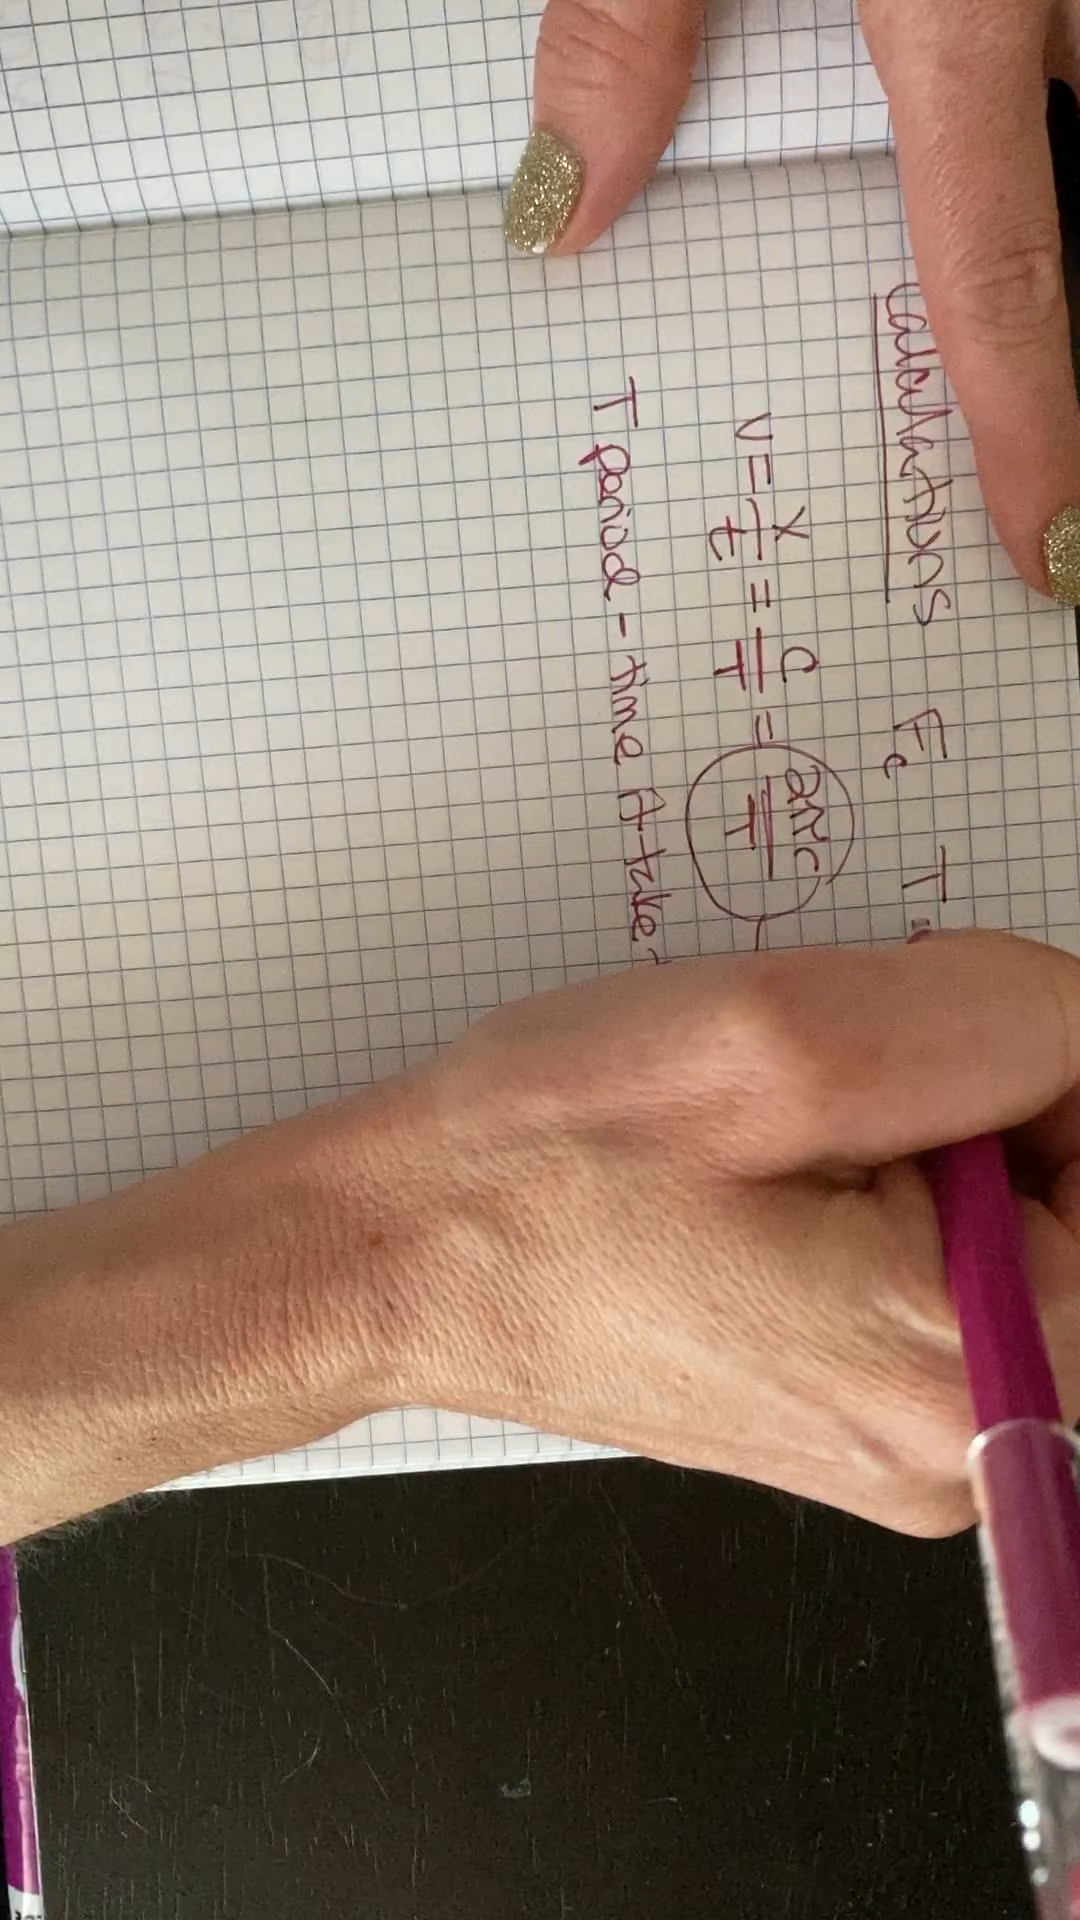 Calculations Fc T =
v = x/t = C/T = 2πr/T
T period - time it take